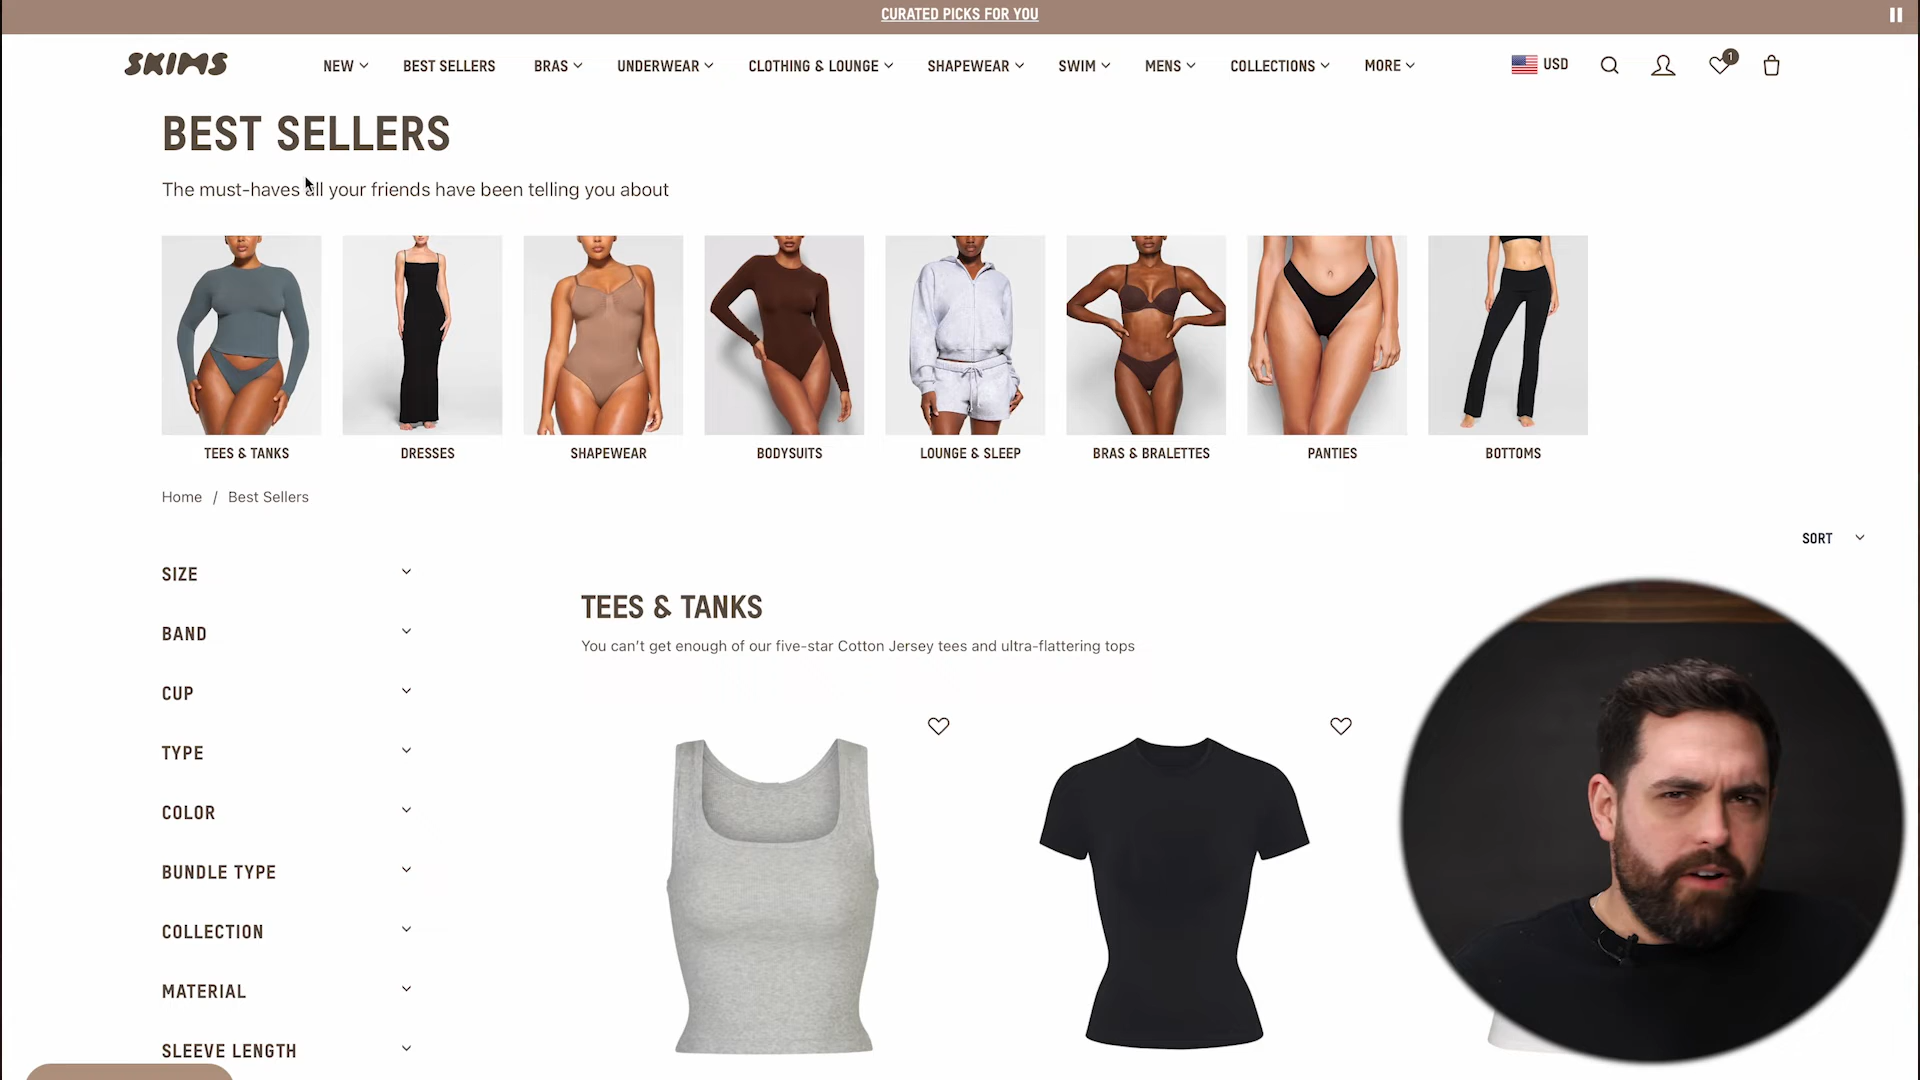 CURATED PICKS FOR YOU
SKIMS
NEW BEST SELLERS BRAS UNDERWEAR CLOTHING & LOUNGE SHAPEWEAR SWIM MENS COLLECTIONS MORE USD 1
BEST SELLERS
The must-haves all your friends have been telling you about
TEES & TANKS DRESSES SHAPEWEAR BODYSUITS LOUNGE & SLEEP BRAS & BRALETTES PANTIES BOTTOMS
Home / Best Sellers
SORT
SIZE
BAND
CUP
TYPE
COLOR
BUNDLE TYPE
COLLECTION
MATERIAL
SLEEVE LENGTH
TEES & TANKS
You can’t get enough of our five-star Cotton Jersey tees and ultra-flattering tops